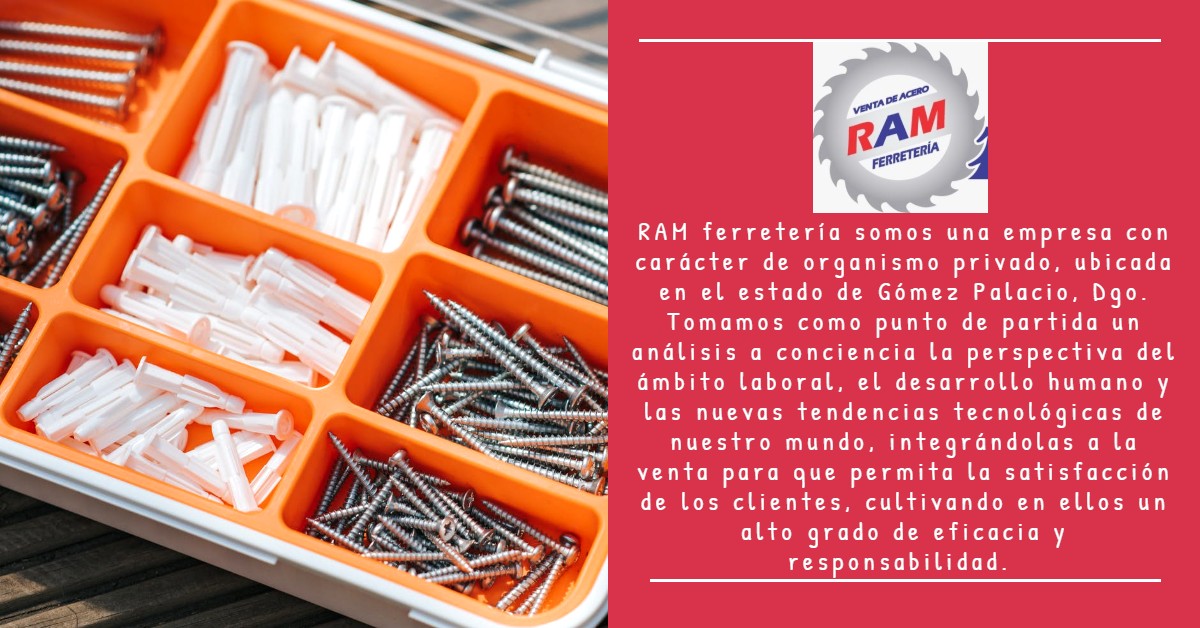 VENTA DE ACERO
RAM
FERRETERÍA
RAM ferretería somos una empresa con
carácter de organismo privado, ubicada
en el estado de Gómez Palacio, Dgo.
Tomamos como punto de partida un
análisis a conciencia la perspectiva del
ámbito laboral, el desarrollo humano y
las nuevas tendencias tecnológicas de
nuestro mundo, integrándolas a la
venta para que permita la satisfacción
de los clientes, cultivando en ellos un
alto grado de eficacia y
responsabilidad.